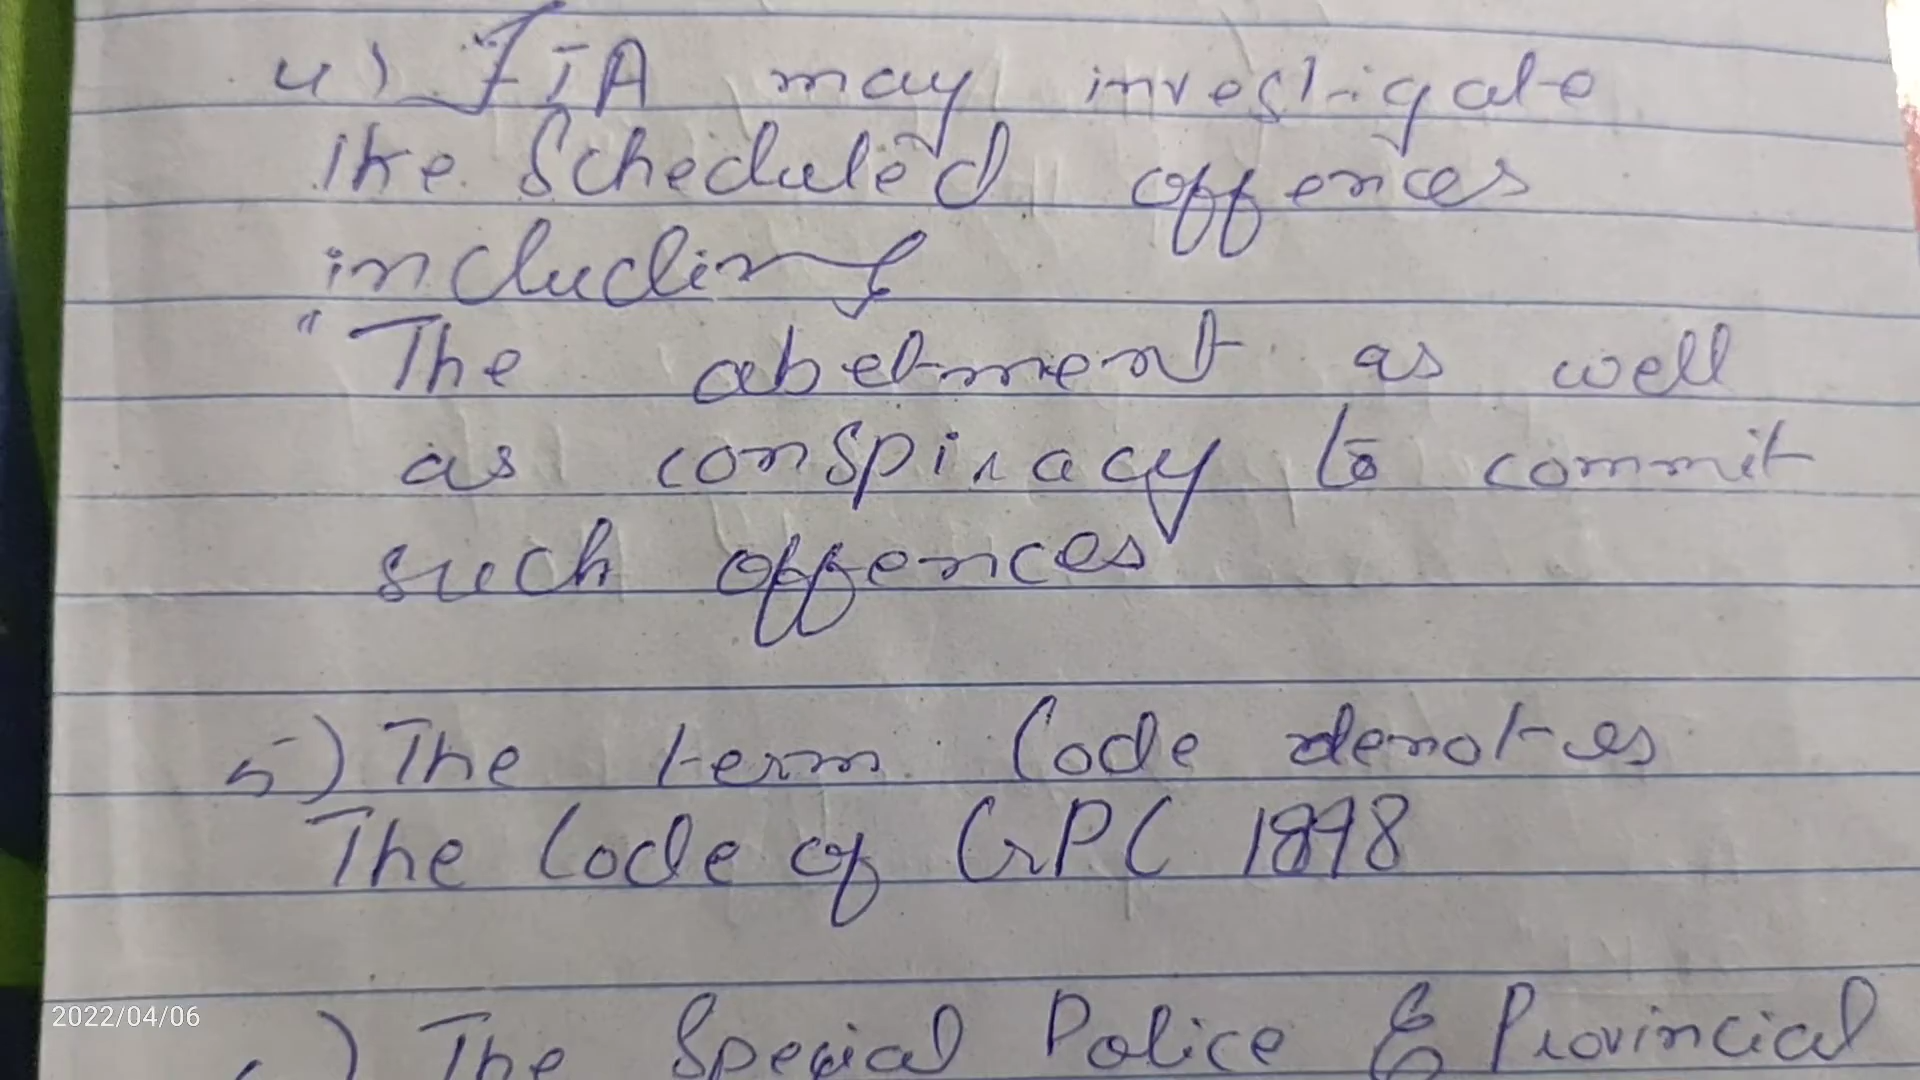 4) FIA may investigate
the Scheduled offences
including
" The abetment as well
as conspiracy to commit
such offences
5) The term Code denotes
The Code of CrPC 1898
) The Special Police & Provincial
2022/04/06